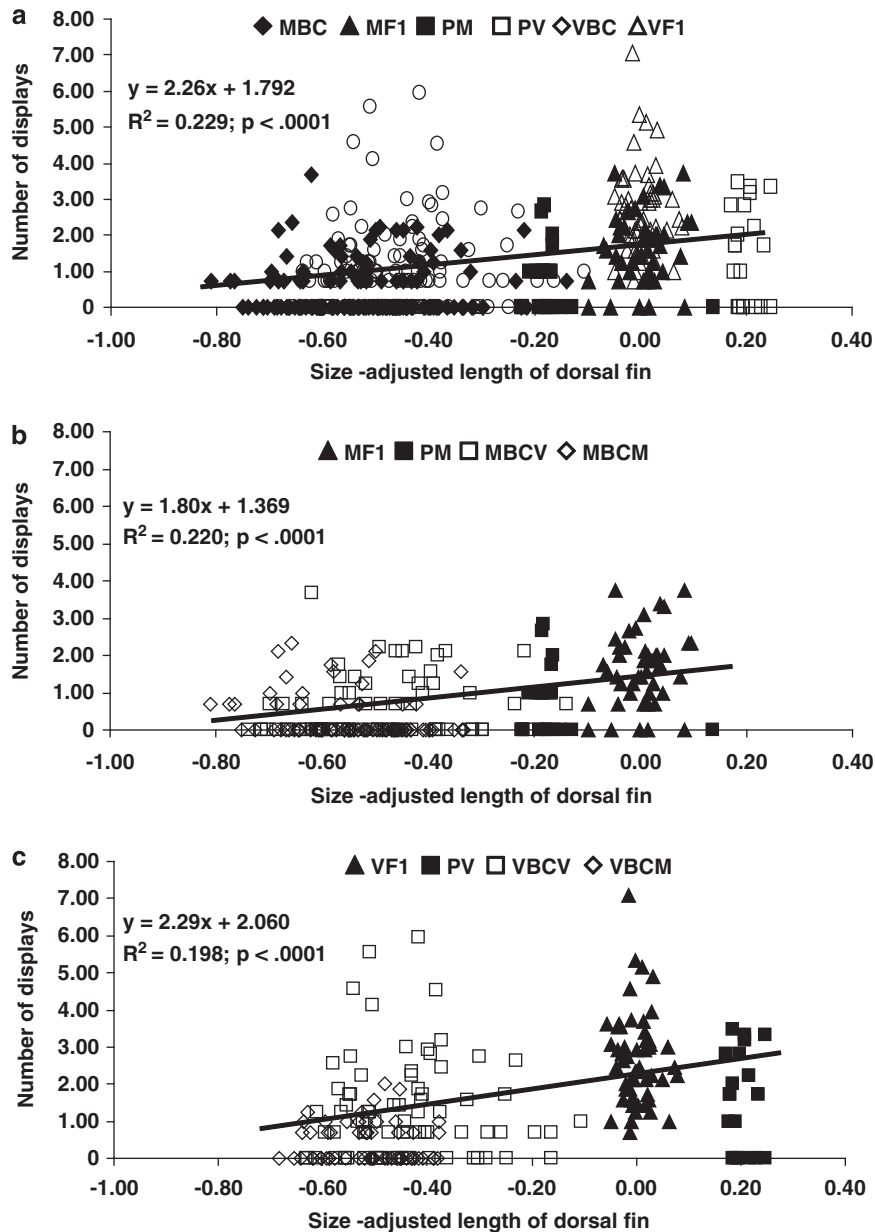 a
MBC MF1 PM PV VBC VF1
8.00
7.00
6.00
5.00
4.00
3.00
2.00
1.00
0
Number of displays
y = 2.26x + 1.792
R² = 0.229; p < .0001
-1.00 -0.80 -0.60 -0.40 -0.20 0.00 0.20 0.40
Size -adjusted length of dorsal fin
b
MF1 PM MBCV MBCM
8.00
7.00
6.00
5.00
4.00
3.00
2.00
1.00
0
Number of displays
y = 1.80x + 1.369
R² = 0.220; p < .0001
-1.00 -0.80 -0.60 -0.40 -0.20 0.00 0.20 0.40
Size -adjusted length of dorsal fin
c
VF1 PV VBCV VBCM
8.00
7.00
6.00
5.00
4.00
3.00
2.00
1.00
0
Number of displays
y = 2.29x + 2.060
R² = 0.198; p < .0001
-1.00 -0.80 -0.60 -0.40 -0.20 0.00 0.20 0.40
Size -adjusted length of dorsal fin